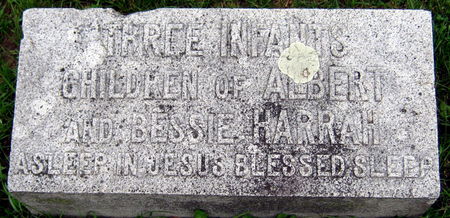 THREE INFANTS
CHILDREN OF ALBERT
AND BESSIE HARRAH
ASLEEP IN JESUS BLESSED SLEEP